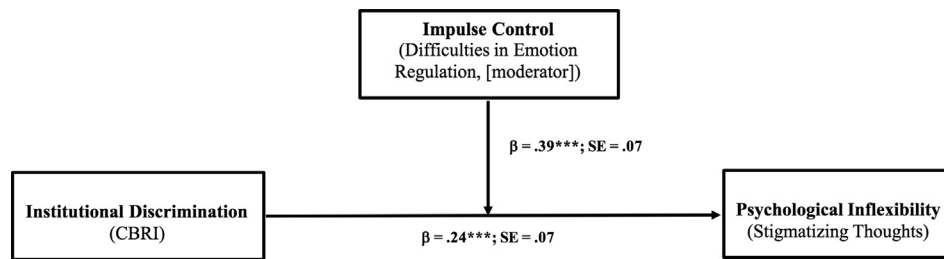 Impulse Control
(Difficulties in Emotion
Regulation, [moderator])
β = .39***; SE = .07
Institutional Discrimination
(CBRI)
β = .24***; SE = .07
Psychological Inflexibility
(Stigmatizing Thoughts)